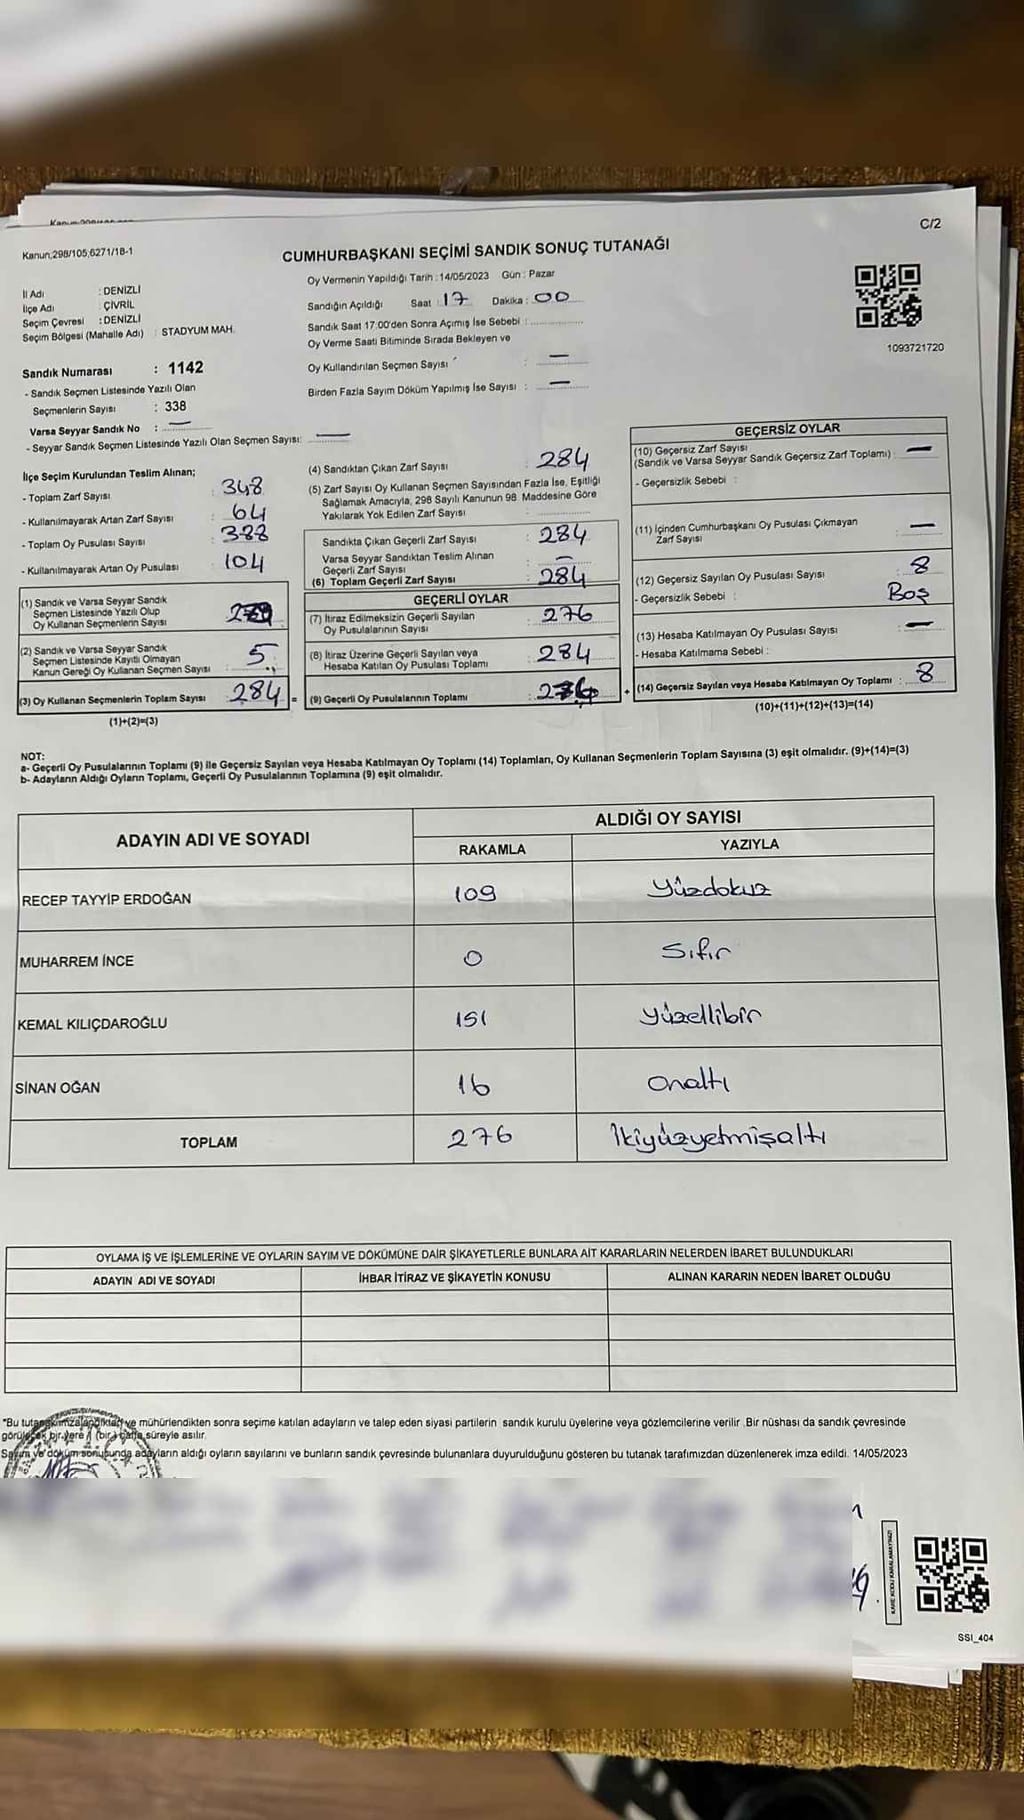 C/2
Kanun;298/105;6271/18-1
CUMHURBAŞKANI SEÇİMİ SANDIK SONUÇ TUTANAĞI
İl Adı : DENİZLİ
İlçe Adı : ÇİVRİL
Seçim Çevresi : DENİZLİ
Seçim Bölgesi (Mahalle Adı) : STADYUM MAH.
Oy Vermenin Yapıldığı Tarih : 14/05/2023 Gün : Pazar
Sandığın Açıldığı Saat : 17 Dakika : 00
Sandık Saat 17:00'den Sonra Açımış İse Sebebi :
Oy Verme Saati Bitiminde Sırada Bekleyen ve
Oy Kullandırılan Seçmen Sayısı : —
Birden Fazla Sayım Döküm Yapılmış İse Sayısı : —
1093721720
Sandık Numarası : 1142
- Sandık Seçmen Listesinde Yazılı Olan
Seçmenlerin Sayısı : 338
Varsa Seyyar Sandık No : —
- Seyyar Sandık Seçmen Listesinde Yazılı Olan Seçmen Sayısı: —
İlçe Seçim Kurulundan Teslim Alınan;
- Toplam Zarf Sayısı : 348
- Kullanılmayarak Artan Zarf Sayısı : 64
- Toplam Oy Pusulası Sayısı : 388
- Kullanılmayarak Artan Oy Pusulası : 104
(1) Sandık ve Varsa Seyyar Sandık
Seçmen Listesinde Yazılı Olup
Oy Kullanan Seçmenlerin Sayısı 279
(2) Sandık ve Varsa Seyyar Sandık
Seçmen Listesinde Kayıtlı Olmayan
Kanun Gereği Oy Kullanan Seçmen Sayısı 5
(3) Oy Kullanan Seçmenlerin Toplam Sayısı 284 =
(1)+(2)=(3)
(4) Sandıktan Çıkan Zarf Sayısı : 284
(5) Zarf Sayısı Oy Kullanan Seçmen Sayısından Fazla İse, Eşitliği
Sağlamak Amacıyla, 298 Sayılı Kanunun 98. Maddesine Göre
Yakılarak Yok Edilen Zarf Sayısı :
Sandıkta Çıkan Geçerli Zarf Sayısı : 284
Varsa Seyyar Sandıktan Teslim Alınan
Geçerli Zarf Sayısı : —
(6) Toplam Geçerli Zarf Sayısı : 284
GEÇERLİ OYLAR
(7) İtiraz Edilmeksizin Geçerli Sayılan
Oy Pusulalarının Sayısı : 276
(8) İtiraz Üzerine Geçerli Sayılan veya
Hesaba Katılan Oy Pusulası Toplamı : 284
(9) Geçerli Oy Pusulalarının Toplamı : 276 +
GEÇERSİZ OYLAR
(10) Geçersiz Zarf Sayısı
(Sandık ve Varsa Seyyar Sandık Geçersiz Zarf Toplamı) : —
- Geçersizlik Sebebi :
(11) İçinden Cumhurbaşkanı Oy Pusulası Çıkmayan
Zarf Sayısı : —
(12) Geçersiz Sayılan Oy Pusulası Sayısı : 8
- Geçersizlik Sebebi : Boş
(13) Hesaba Katılmayan Oy Pusulası Sayısı : —
- Hesaba Katılmama Sebebi :
(14) Geçersiz Sayılan veya Hesaba Katılmayan Oy Toplamı : 8
(10)+(11)+(12)+(13)=(14)
NOT:
a- Geçerli Oy Pusulalarının Toplamı (9) ile Geçersiz Sayılan veya Hesaba Katılmayan Oy Toplamı (14) Toplamları, Oy Kullanan Seçmenlerin Toplam Sayısına (3) eşit olmalıdır. (9)+(14)=(3)
b- Adayların Aldığı Oyların Toplamı, Geçerli Oy Pusulalarının Toplamına (9) eşit olmalıdır.
ADAYIN ADI VE SOYADI ALDIĞI OY SAYISI
RAKAMLA YAZIYLA
RECEP TAYYİP ERDOĞAN 109 Yüzdokuz
MUHARREM İNCE 0 Sıfır
KEMAL KILIÇDAROĞLU 151 Yüzellibir
SİNAN OĞAN 16 Onaltı
TOPLAM 276 İkiyüzyetmişaltı
OYLAMA İŞ VE İŞLEMLERİNE VE OYLARIN SAYIM VE DÖKÜMÜNE DAİR ŞİKAYETLERLE BUNLARA AİT KARARLARIN NELERDEN İBARET BULUNDUKLARI
ADAYIN ADI VE SOYADI İHBAR İTİRAZ VE ŞİKAYETİN KONUSU ALINAN KARARIN NEDEN İBARET OLDUĞU
*Bu tutanak imzalandıktan ve mühürlendikten sonra seçime katılan adayların ve talep eden siyasi partilerin sandık kurulu üyelerine veya gözlemcilerine verilir .Bir nüshası da sandık çevresinde
görülecek bir yere 1 (bir) hafta süreyle asılır.
Sayım ve döküm sonusunda adayların aldığı oyların sayılarını ve bunların sandık çevresinde bulunanlara duyurulduğunu gösteren bu tutanak tarafımızdan düzenlenerek imza edildi. 14/05/2023
KARE KODU KARALAMAYINIZ!
SSI_404